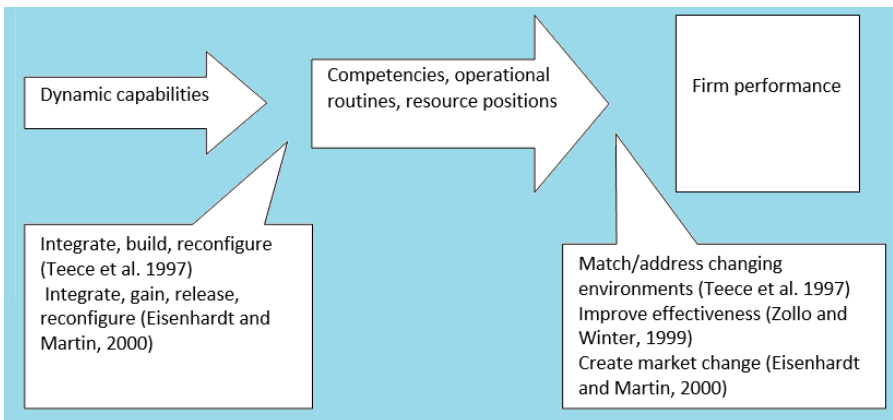 Dynamic capabilities
Competencies, operational
routines, resource positions
Firm performance
Integrate, build, reconfigure
(Teece et al. 1997)
Integrate, gain, release,
reconfigure (Eisenhardt and
Martin, 2000)
Match/address changing
environments (Teece et al. 1997)
Improve effectiveness (Zollo and
Winter, 1999)
Create market change (Eisenhardt
and Martin, 2000)